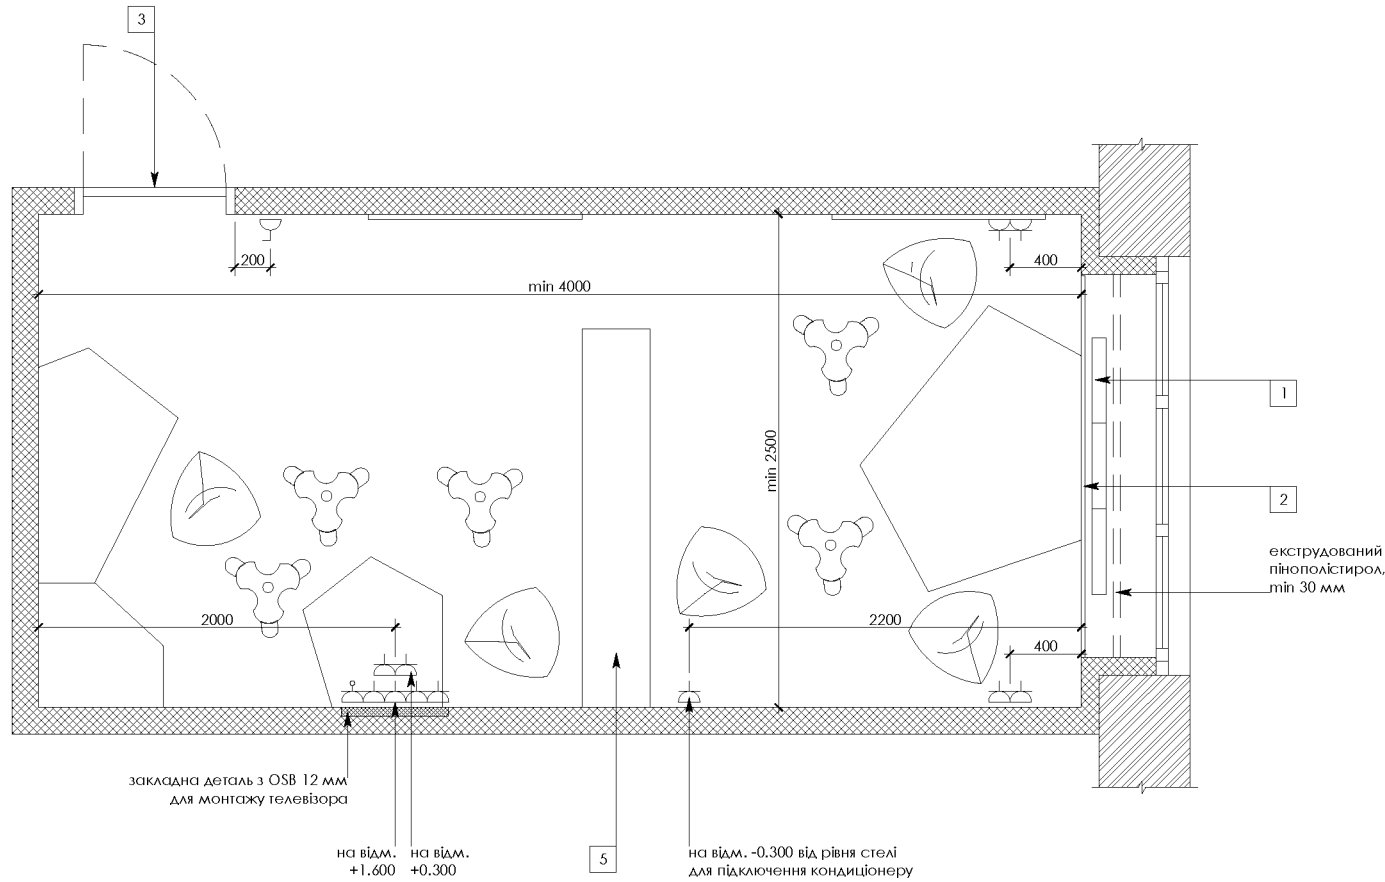 3
200
400
min 4000
min 2500
1
2
екструдований
пінополістирол,
min 30 мм
2000
2200
400
закладна деталь з OSB 12 мм
для монтажу телевізора
на відм.
+1.600
на відм.
+0.300
5
на відм. -0.300 від рівня стелі
для підключення кондиціонеру